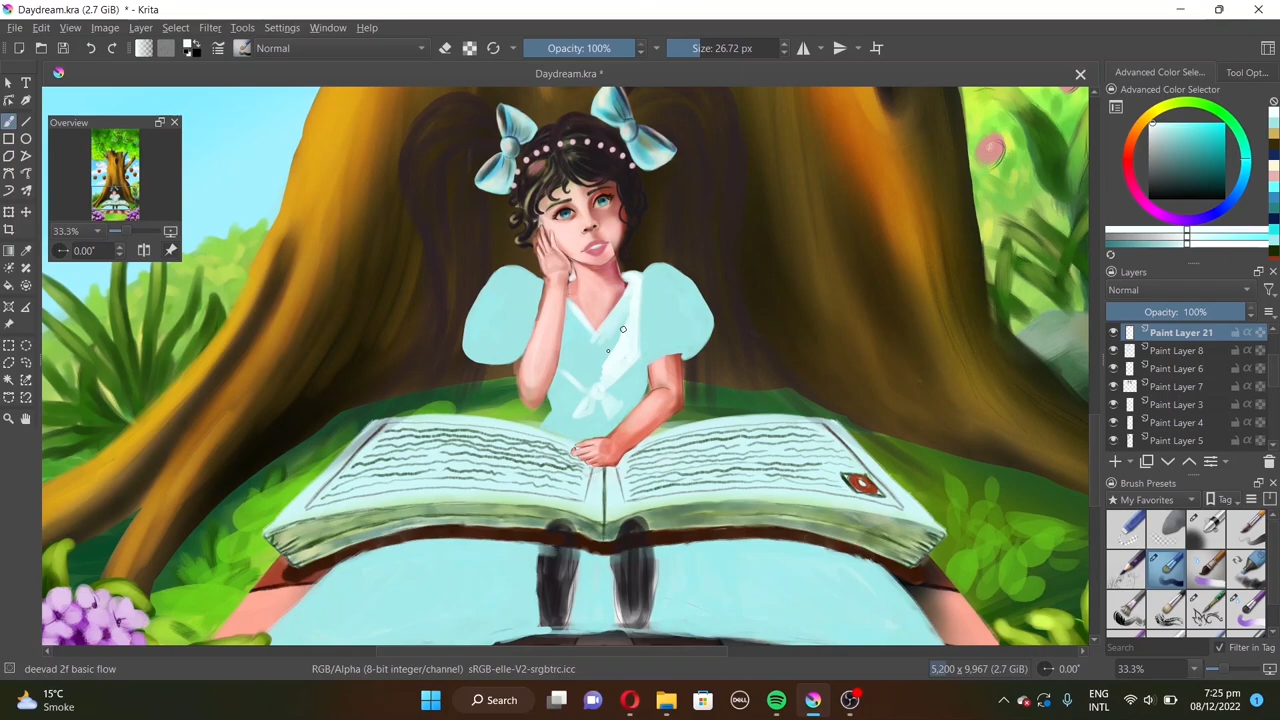 Daydream.kra (2.7 GiB) * - Krita
File Edit View Image Layer Select Filter Tools Settings Window Help
Normal Opacity: 100% Size: 26.72 px
Daydream.kra *
Advanced Color Sele... Tool Opt...
Advanced Color Selector
Overview
33.3%
0.00°
Layers
Normal
Opacity: 100%
Paint Layer 21
Paint Layer 8
Paint Layer 6
Paint Layer 7
Paint Layer 3
Paint Layer 4
Paint Layer 5
Brush Presets
My Favorites Tag
Search Filter in Tag
deevad 2f basic flow RGB/Alpha (8-bit integer/channel) sRGB-elle-V2-srgbtrc.icc 5,200 x 9,967 (2.7 GiB) 0.00° 33.3%
15°C
Smoke
Search
DELL
ENG
INTL
7:25 pm
08/12/2022
1